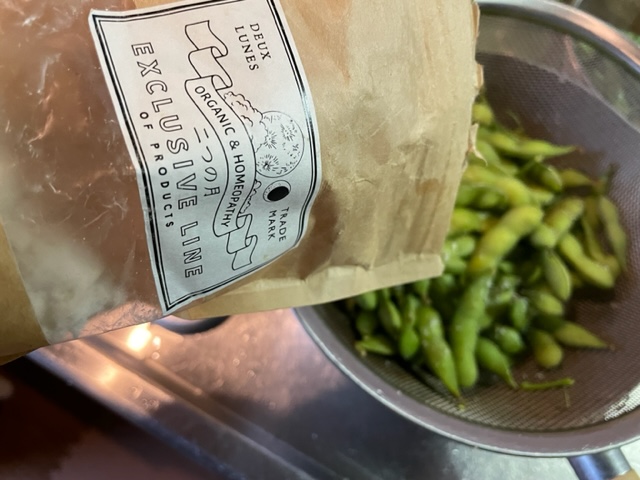 DEUX
LUNES
ORGANIC & HOMEOPATHY
二つの月
TRADE
MARK
EXCLUSIVE LINE
OF PRODUCTS